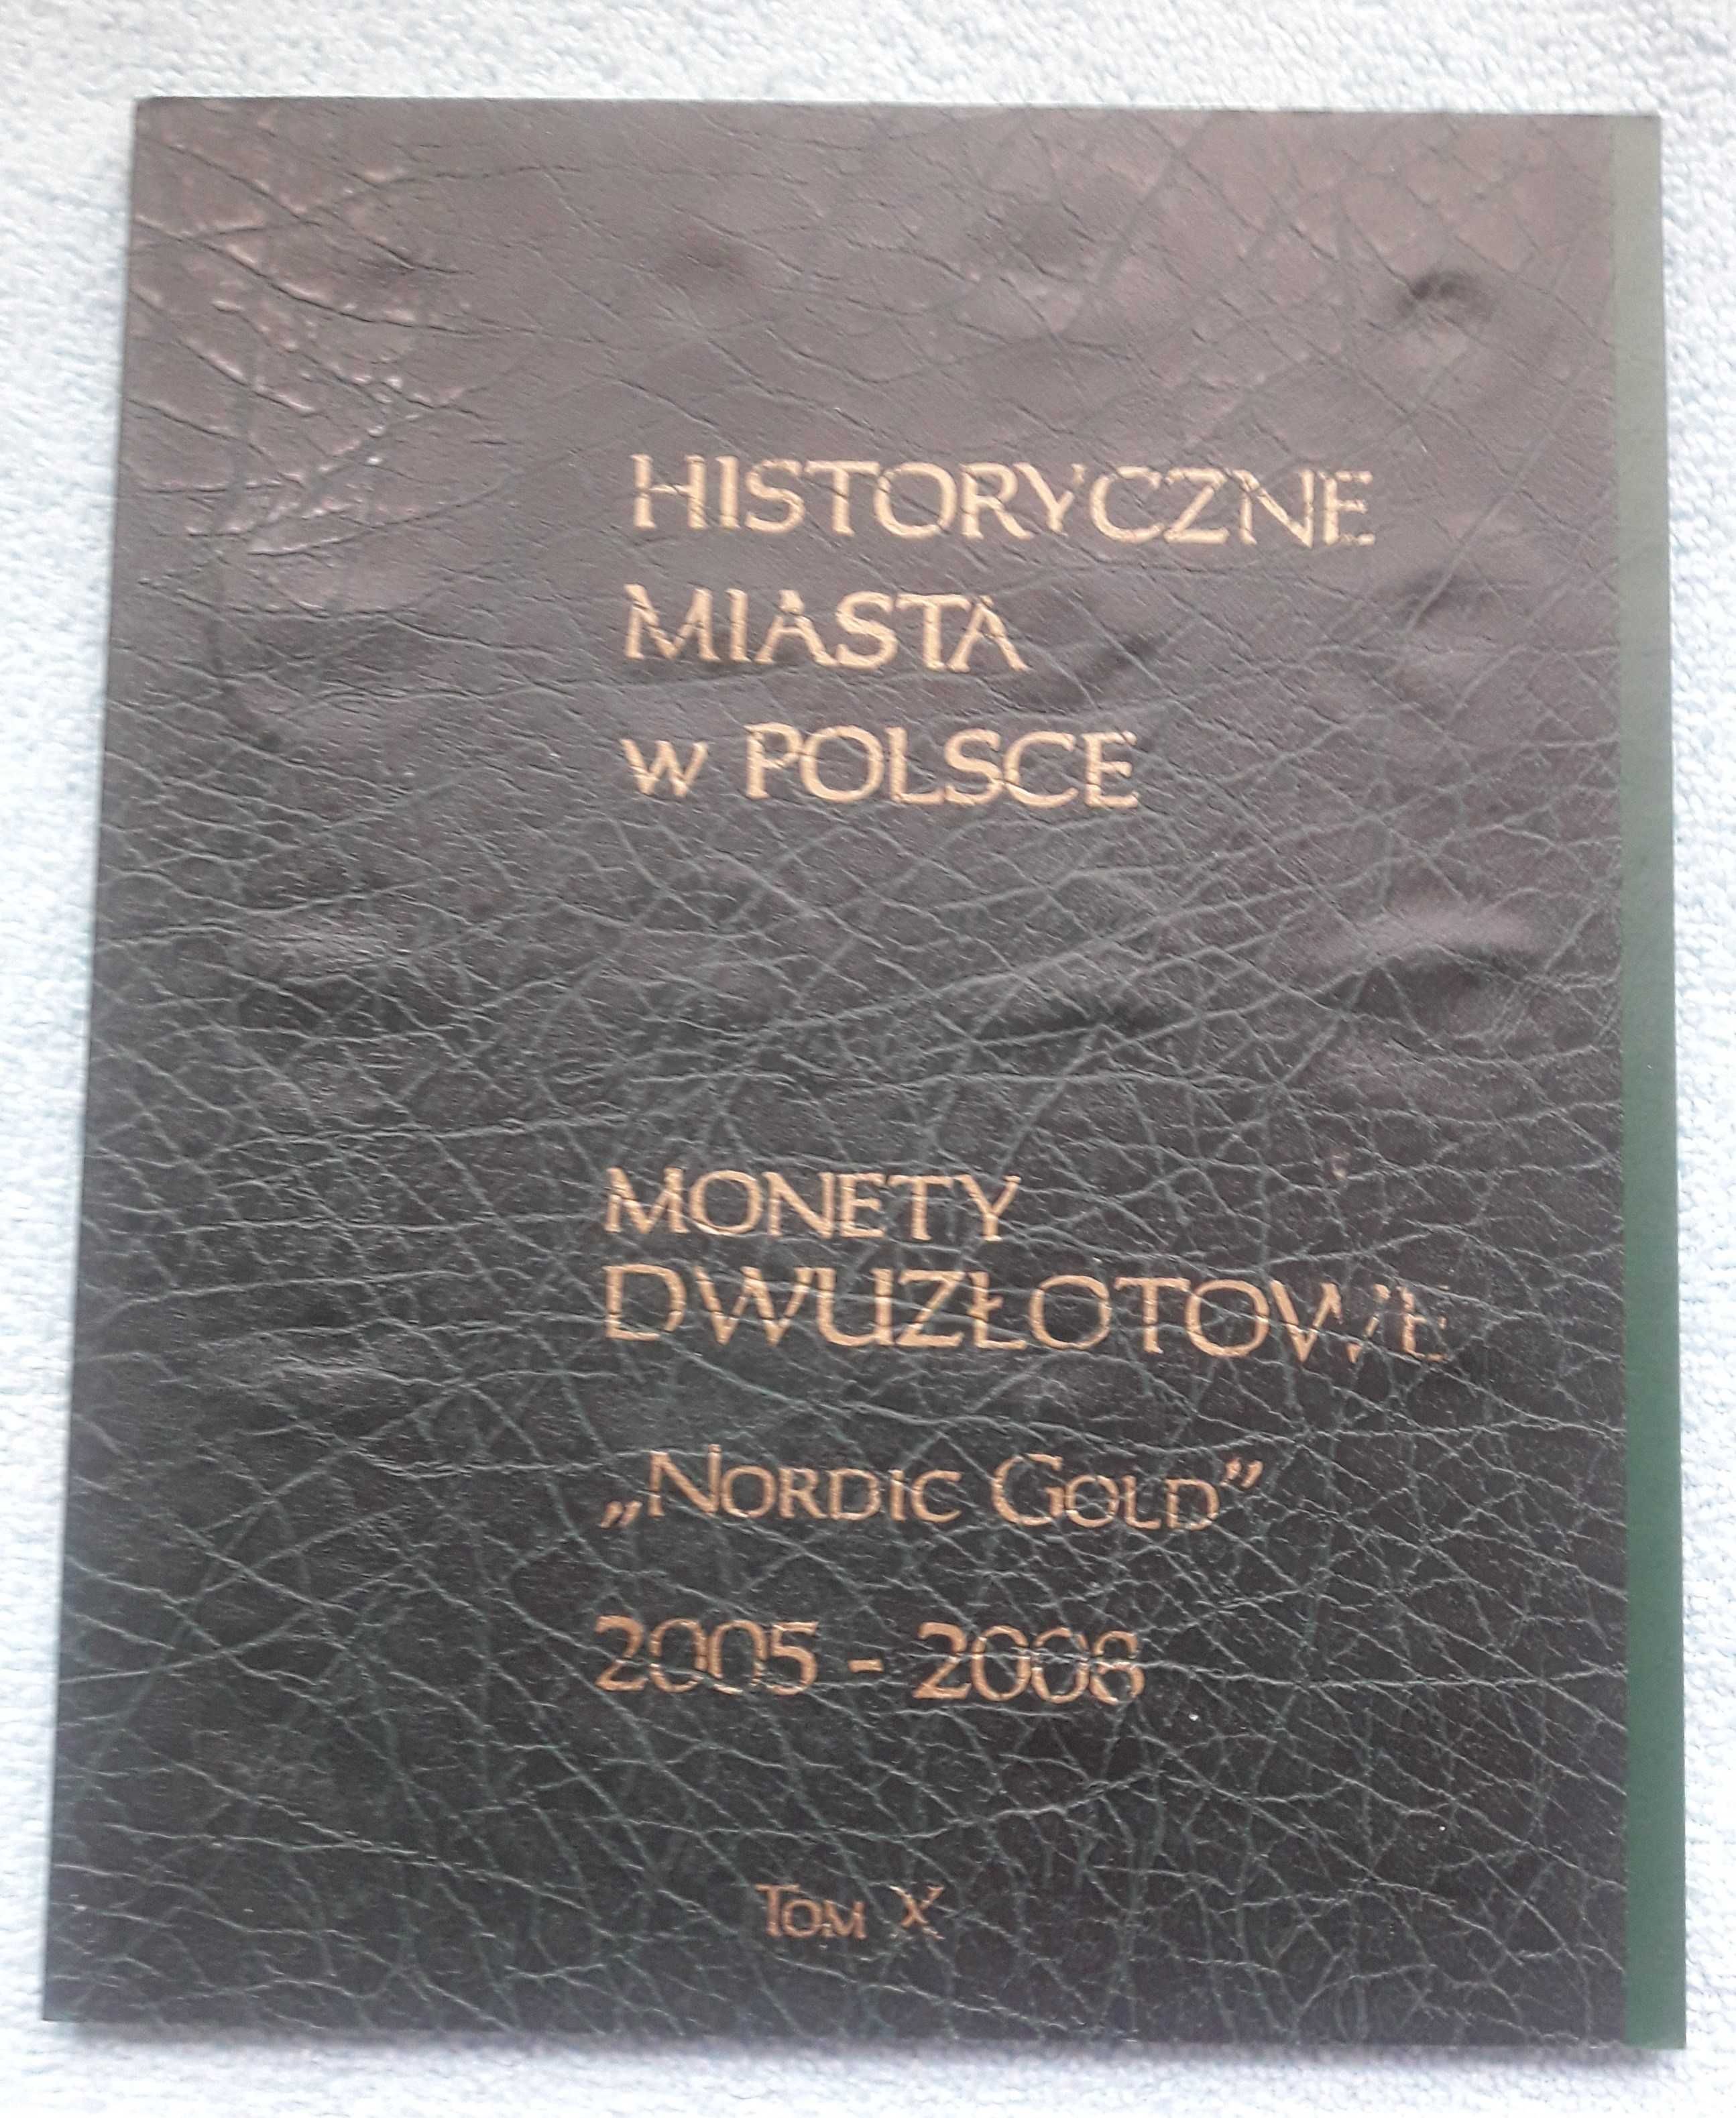 HISTORYCZNE
MIASTA
w POLSCE
MONETY
DWUZŁOTOWE
„NORDIC GOLD”
2005 - 2008
TOM X